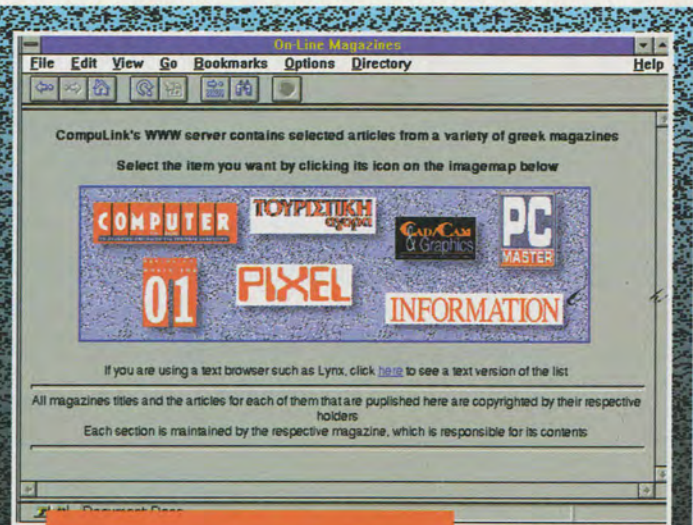 On-Line Magazines
File Edit View Go Bookmarks Options Directory Help
CompuLink's WWW server contains selected articles from a variety of greek magazines
Select the item you want by clicking its icon on the imagemap below
COMPUTER
ΤΟΥΡΙΣΤΙΚΗ
αγορα
CAD/CAM
& Graphics
PC
MASTER
01
PIXEL
INFORMATION
If you are using a text browser such as Lynx, click here to see a text version of the list
All magazines titles and the articles for each of them that are puplished here are copyrighted by their respective
holders
Each section is maintained by the respective magazine, which is responsible for its contents